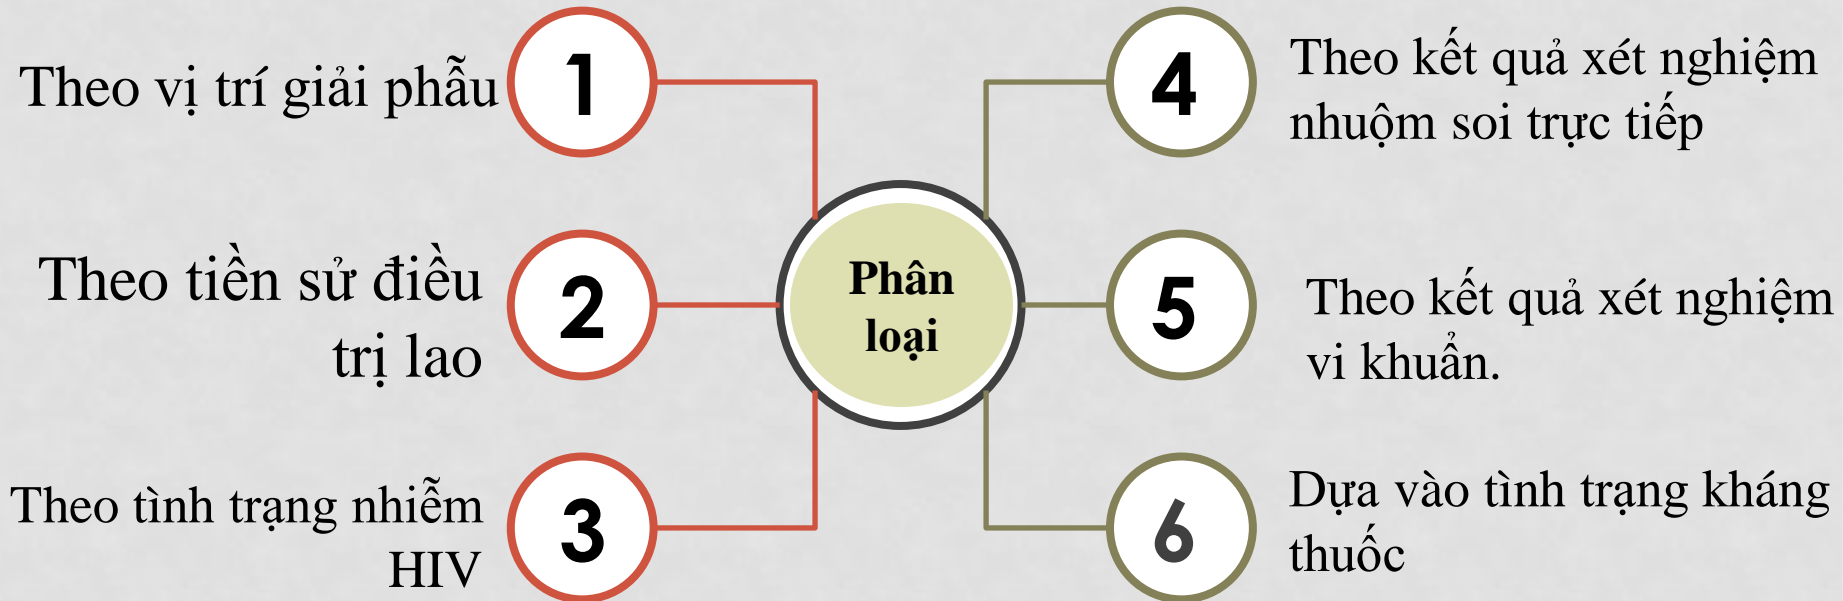 Theo vị trí giải phẫu
1
Theo tiền sử điều
trị lao
2
Theo tình trạng nhiễm
HIV
3
Phân
loại
4
Theo kết quả xét nghiệm
nhuộm soi trực tiếp
5
Theo kết quả xét nghiệm
vi khuẩn.
6
Dựa vào tình trạng kháng
thuốc